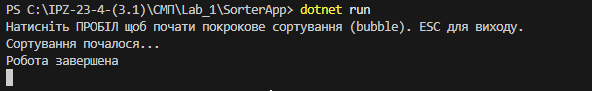 PS C:\IPZ-23-4-(3.1)\СМП\Lab_1\SorterApp> dotnet run
Натисніть ПРОБІЛ щоб почати покрокове сортування (bubble). ESC для виходу.
Сортування почалося...
Робота завершена